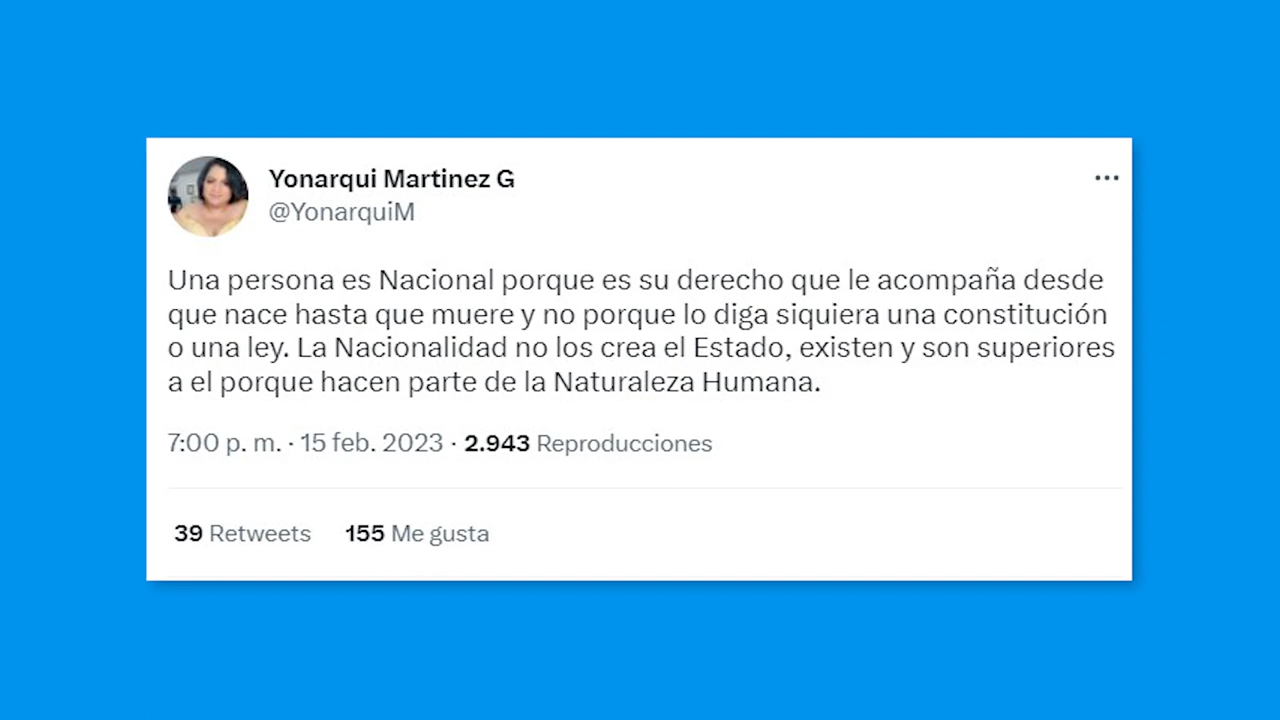 Yonarqui Martinez G
@YonarquiM
Una persona es Nacional porque es su derecho que le acompaña desde
que nace hasta que muere y no porque lo diga siquiera una constitución
o una ley. La Nacionalidad no los crea el Estado, existen y son superiores
a el porque hacen parte de la Naturaleza Humana.
7:00 p. m. · 15 feb. 2023 · 2.943 Reproducciones
39 Retweets 155 Me gusta